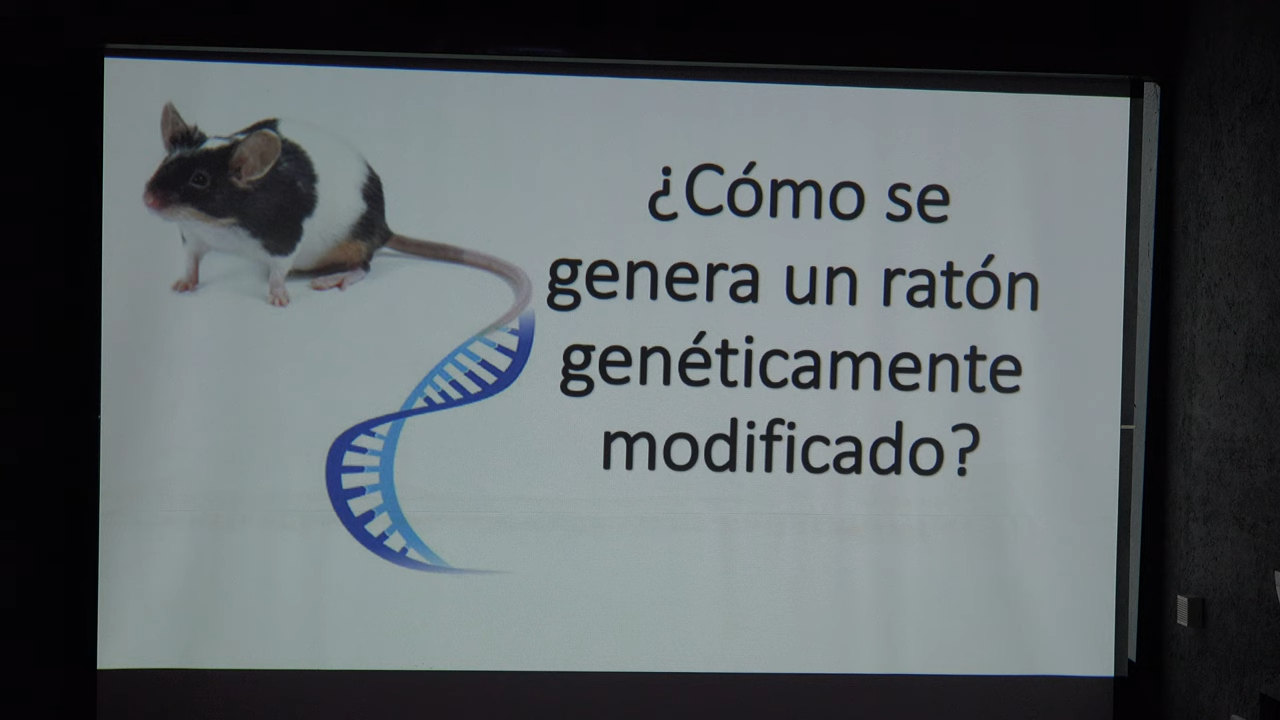 ¿Cómo se
genera un ratón
genéticamente
modificado?